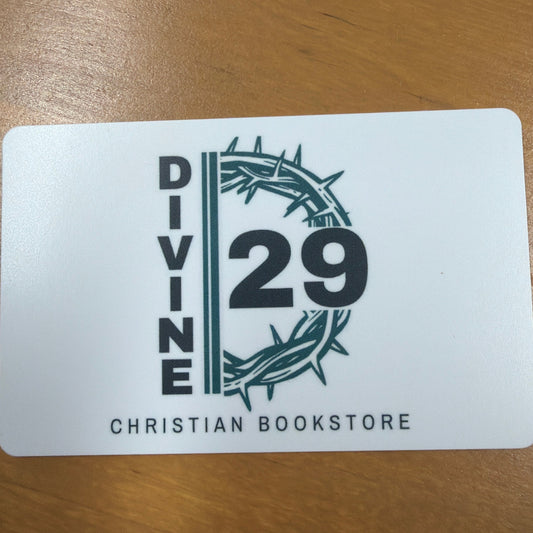 DIVINE
29
CHRISTIAN BOOKSTORE